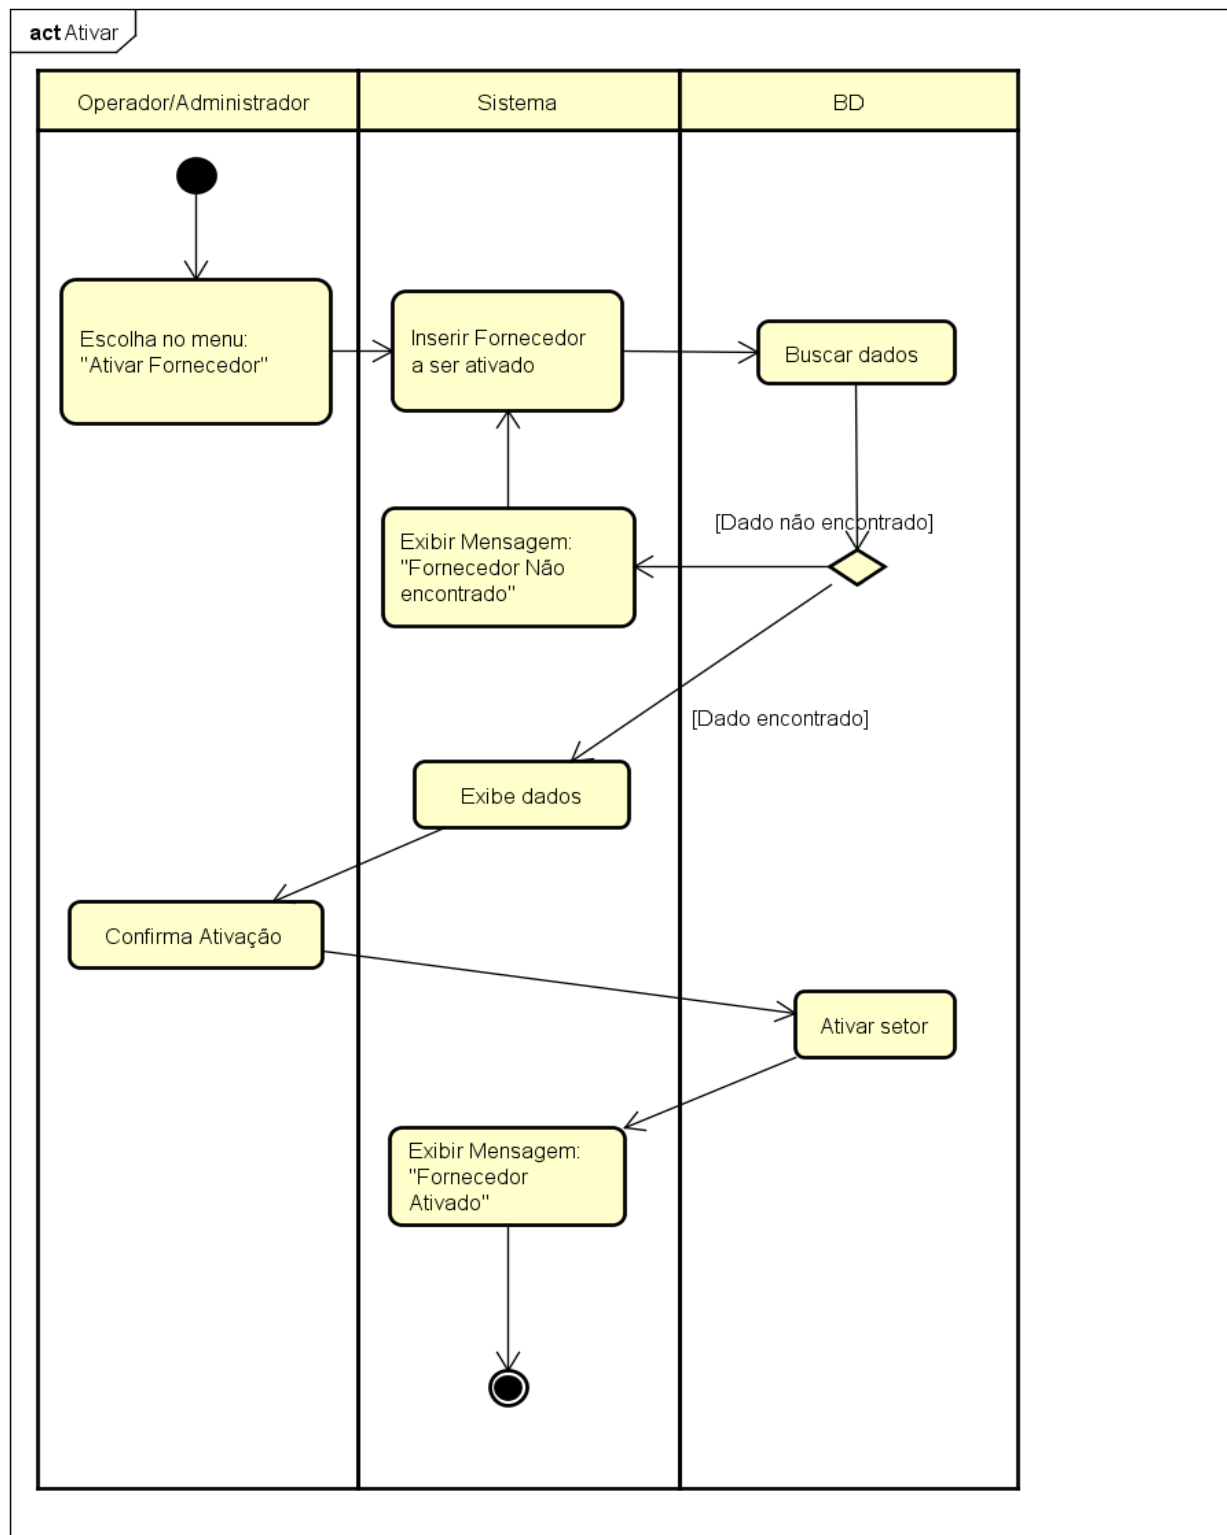 act Ativar
Operador/Administrador
Sistema
BD
Escolha no menu:
"Ativar Fornecedor"
Inserir Fornecedor
a ser ativado
Buscar dados
[Dado não encontrado]
Exibir Mensagem:
"Fornecedor Não
encontrado"
[Dado encontrado]
Exibe dados
Confirma Ativação
Ativar setor
Exibir Mensagem:
"Fornecedor
Ativado"